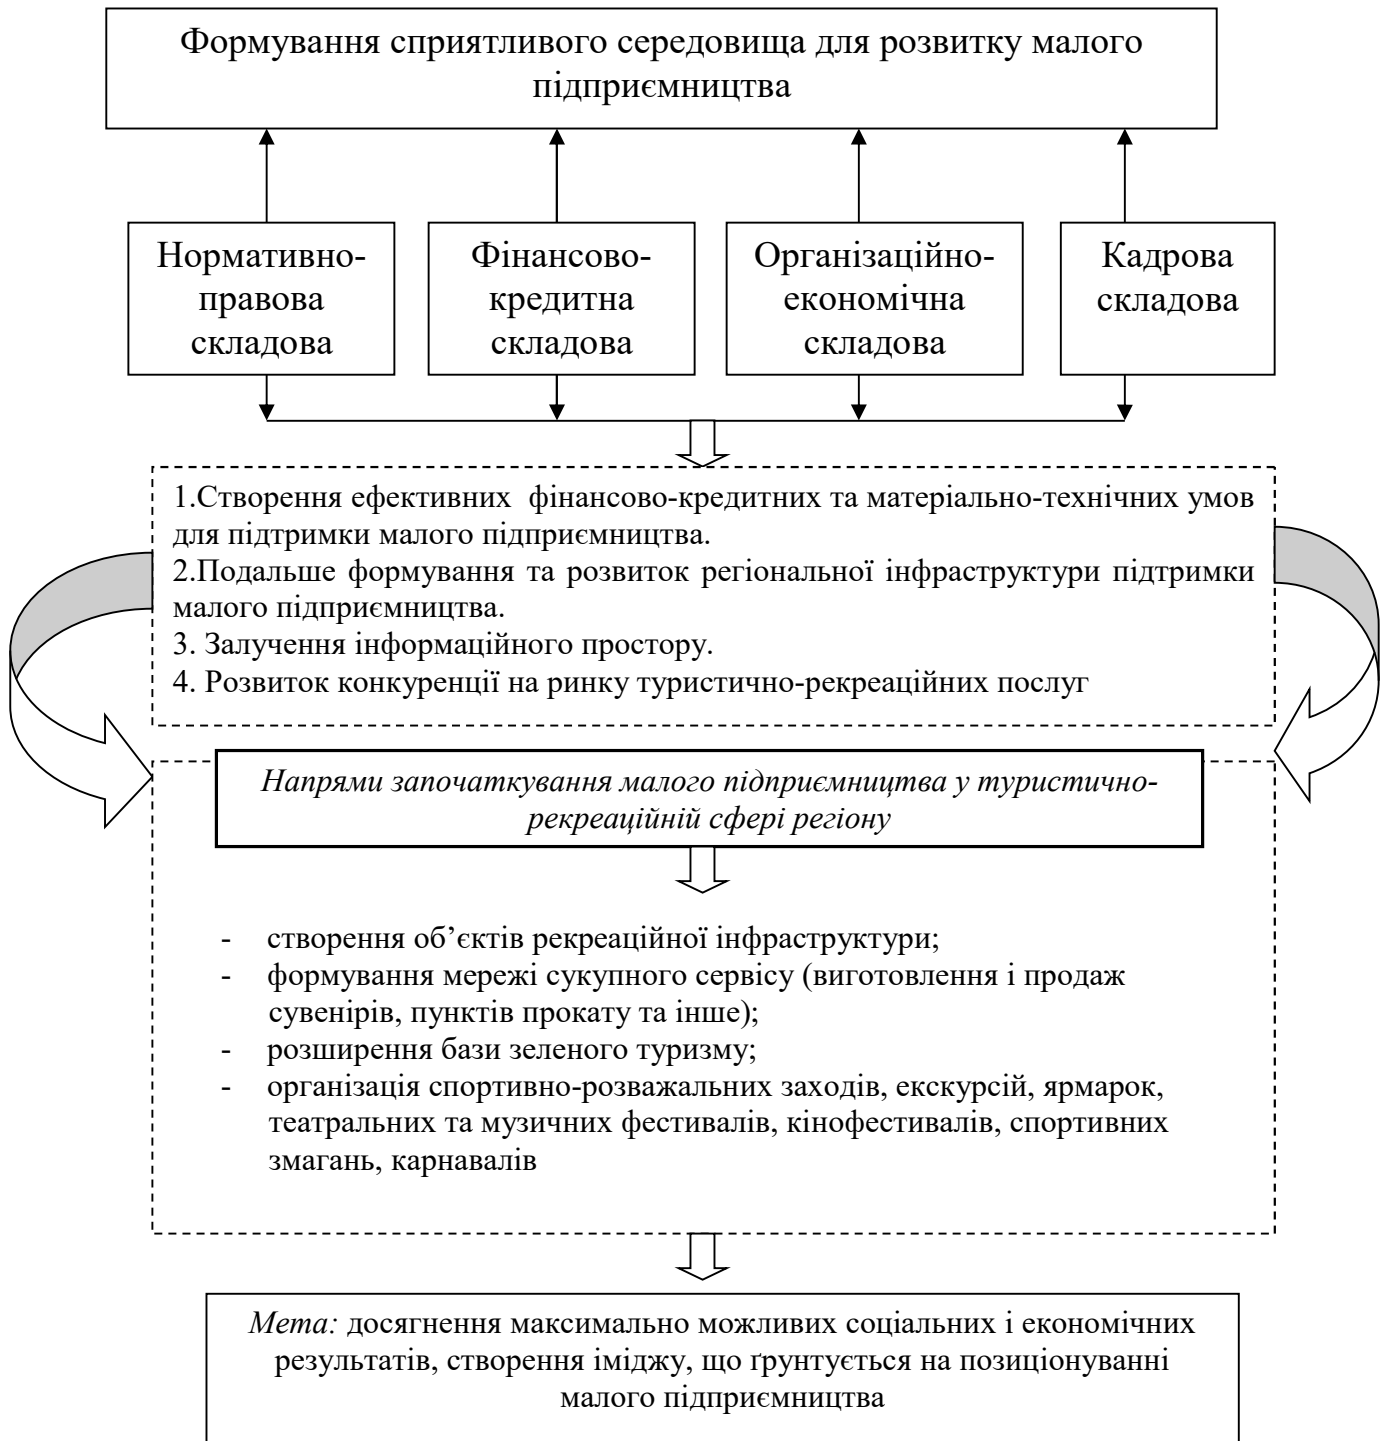 Формування сприятливого середовища для розвитку малого
підприємництва
Нормативно-
правова
складова
Фінансово-
кредитна
складова
Організаційно-
економічна
складова
Кадрова
складова
1.Створення ефективних фінансово-кредитних та матеріально-технічних умов
для підтримки малого підприємництва.
2.Подальше формування та розвиток регіональної інфраструктури підтримки
малого підприємництва.
3. Залучення інформаційного простору.
4. Розвиток конкуренції на ринку туристично-рекреаційних послуг
Напрями започаткування малого підприємництва у туристично-
рекреаційній сфері регіону
- створення об’єктів рекреаційної інфраструктури;
- формування мережі сукупного сервісу (виготовлення і продаж
сувенірів, пунктів прокату та інше);
- розширення бази зеленого туризму;
- організація спортивно-розважальних заходів, екскурсій, ярмарок,
театральних та музичних фестивалів, кінофестивалів, спортивних
змагань, карнавалів
Мета: досягнення максимально можливих соціальних і економічних
результатів, створення іміджу, що ґрунтується на позиціонуванні
малого підприємництва